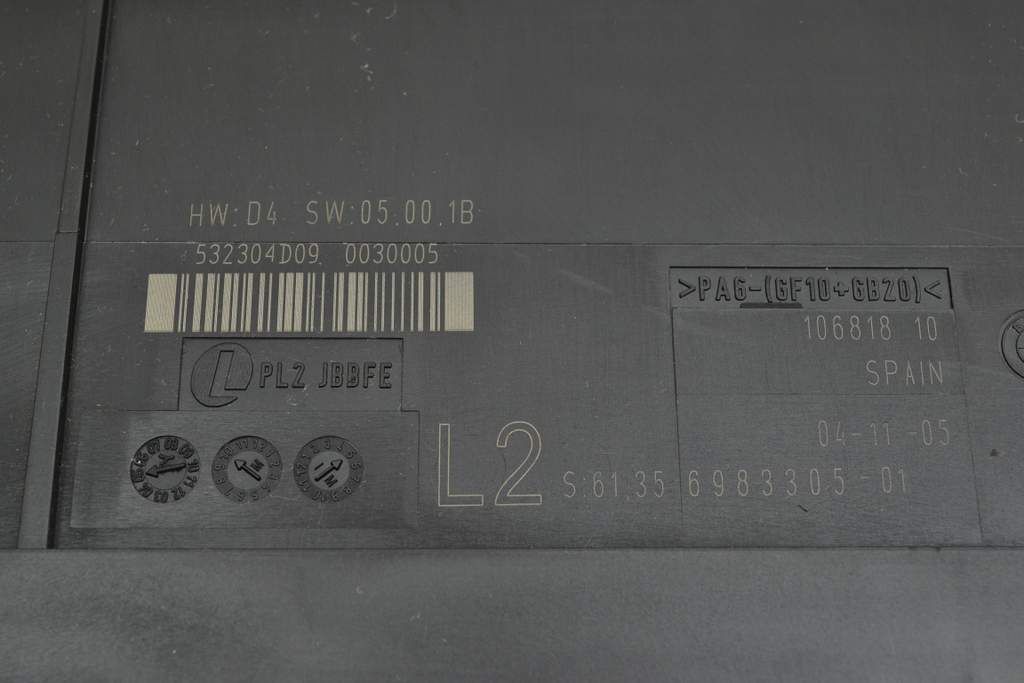 HW:D4 SW:05.00.1B
532304D09 0030005
>PA6-(GF10+GB20)<
106818 10
SPAIN
PL2 JBBFE
04-11-05
L2
S:61.35 6983305-01